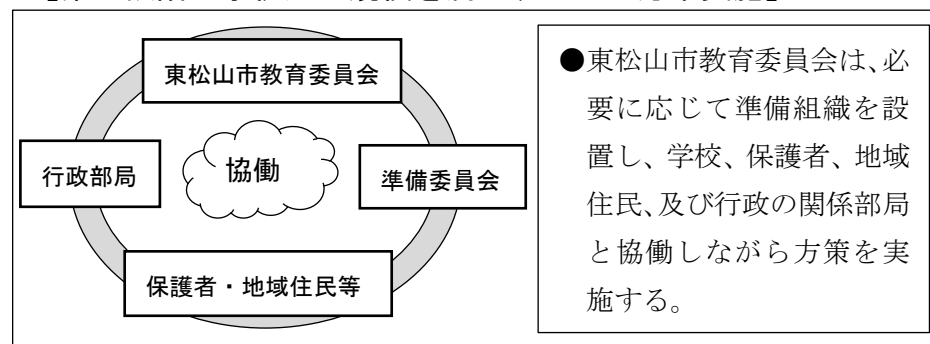 東松山市教育委員会
行政部局
協働
準備委員会
保護者・地域住民等
●東松山市教育委員会は、必
要に応じて準備組織を設
置し、学校、保護者、地域
住民、及び行政の関係部局
と協働しながら方策を実
施する。